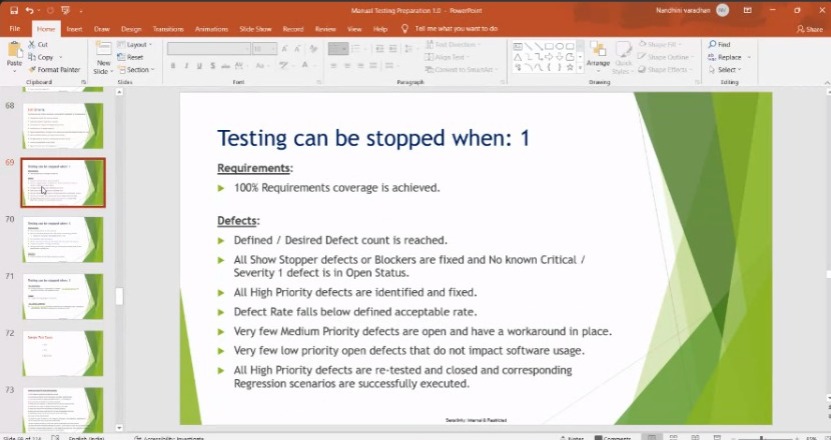 Manual Testing Preparation 1.0 - PowerPoint
Nandhini varadhan
File Home Insert Draw Design Transitions Animations Slide Show Record Review View Help Tell me what you want to do Share
Paste
Cut
Copy
Format Painter
Clipboard
New Slide
Layout
Reset
Section
Slides
Font
Text Direction
Align Text
Convert to SmartArt
Paragraph
Arrange
Quick Styles
Shape Fill
Shape Outline
Shape Effects
Drawing
Find
Replace
Select
Editing
68
69
70
71
72
73
Testing can be stopped when: 1
Requirements:
100% Requirements coverage is achieved.
Defects:
Defined / Desired Defect count is reached.
All Show Stopper defects or Blockers are fixed and No known Critical /
Severity 1 defect is in Open Status.
All High Priority defects are identified and fixed.
Defect Rate falls below defined acceptable rate.
Very few Medium Priority defects are open and have a workaround in place.
Very few low priority open defects that do not impact software usage.
All High Priority defects are re-tested and closed and corresponding
Regression scenarios are successfully executed.
Sensitivity: Internal & Restricted
English (India)
Accessibility: Investigate
Notes
Comments